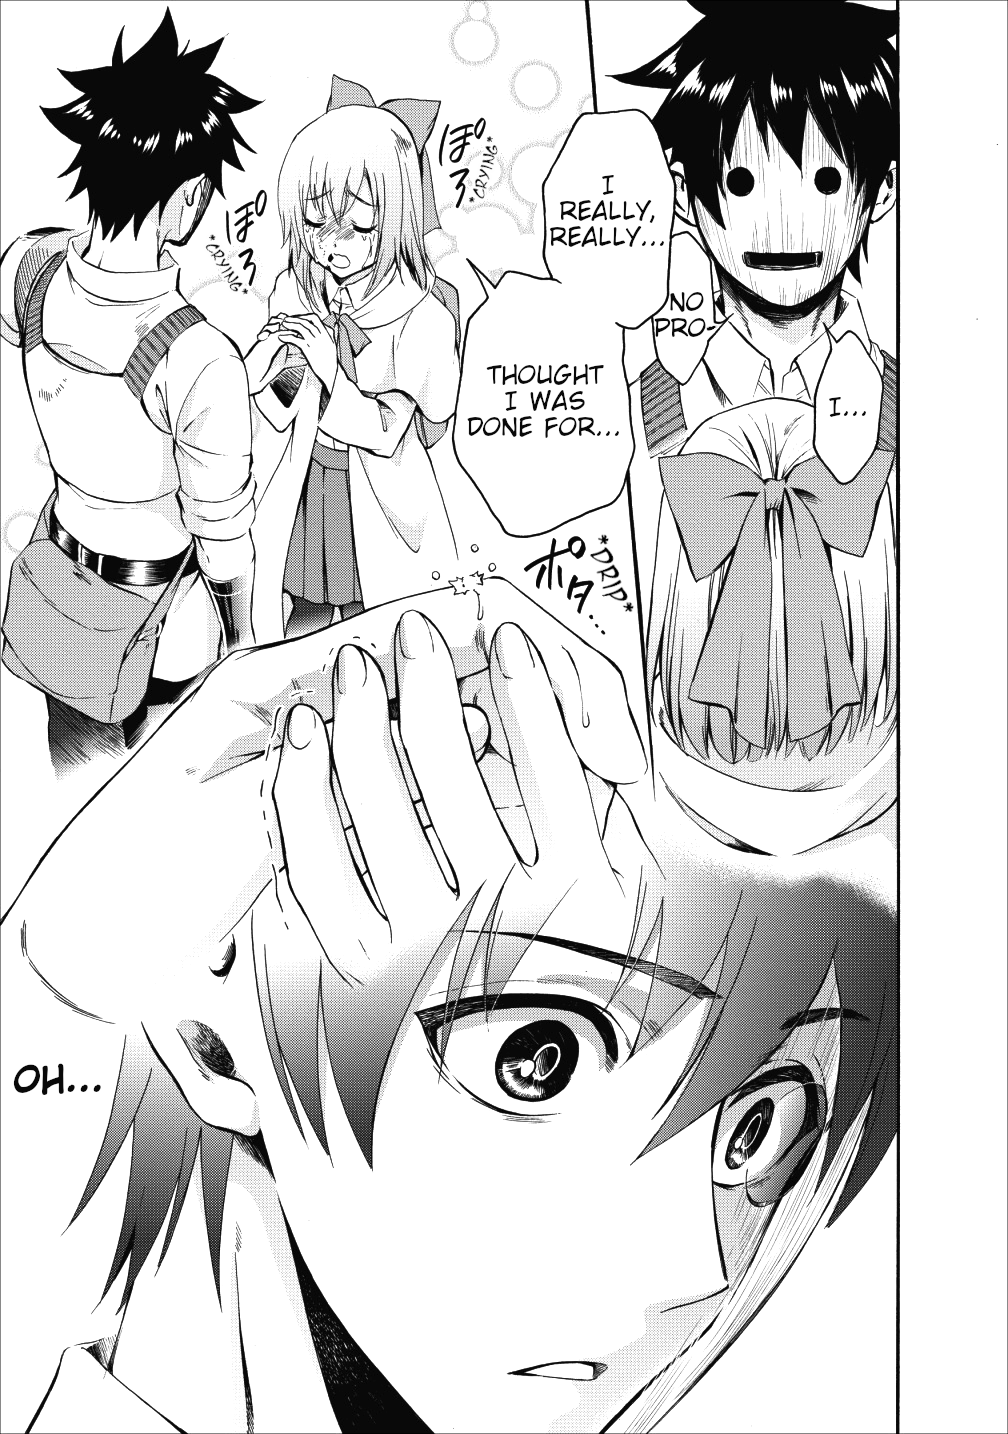 NO
PRO-
I...
I
REALLY,
REALLY...
THOUGHT
I WAS
DONE FOR...
ぽろ
*CRYING*
ぽろ
*CRYING*
ポタ...
*DRIP*
OH...